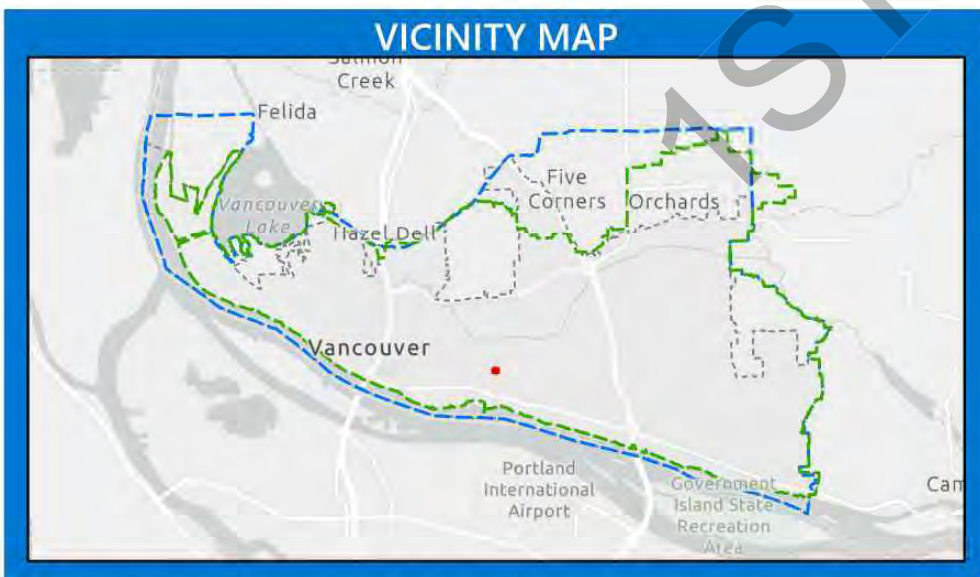 VICINITY MAP
Salmon
Creek
Felida
Five
Corners
Orchards
Vancouver
Lake
Hazel Dell
Vancouver
Portland
International
Airport
Government
Island State
Recreation
Area